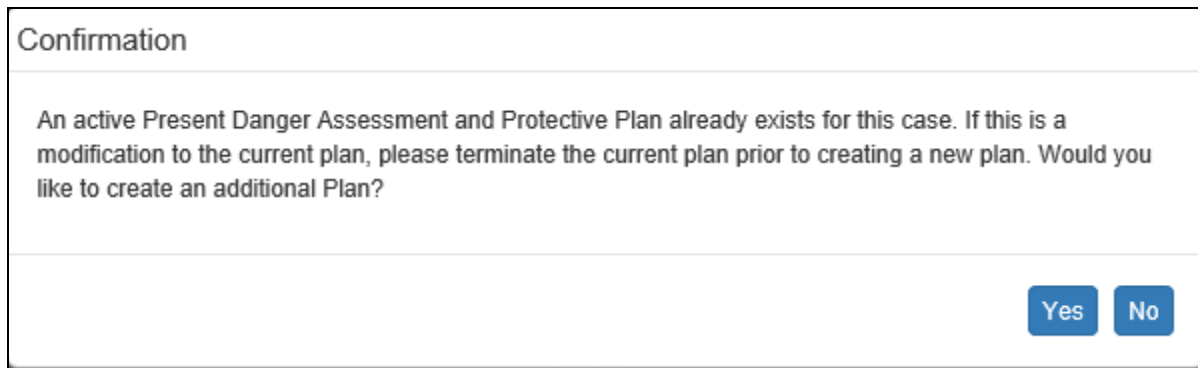 Confirmation
An active Present Danger Assessment and Protective Plan already exists for this case. If this is a
modification to the current plan, please terminate the current plan prior to creating a new plan. Would you
like to create an additional Plan?
Yes No